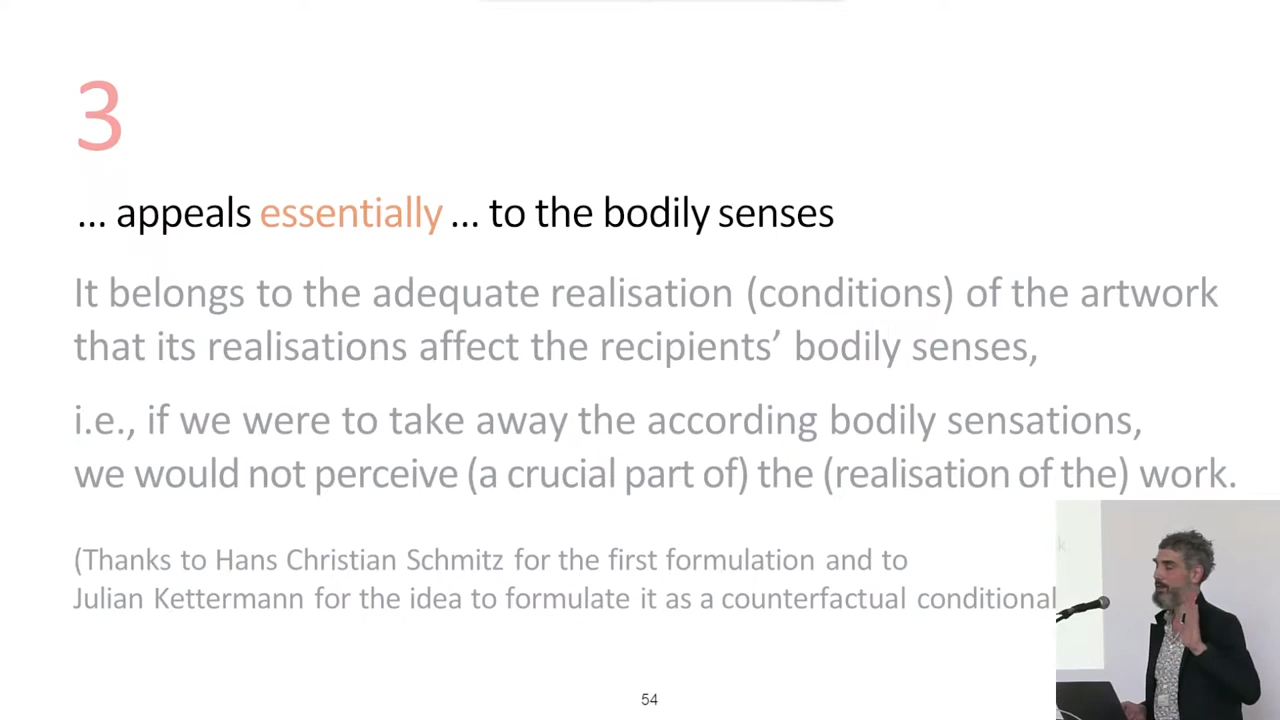 3
... appeals essentially ... to the bodily senses
It belongs to the adequate realisation (conditions) of the artwork
that its realisations affect the recipients’ bodily senses,
i.e., if we were to take away the according bodily sensations,
we would not perceive (a crucial part of) the (realisation of the) work.
(Thanks to Hans Christian Schmitz for the first formulation and to
Julian Kettermann for the idea to formulate it as a counterfactual conditional
54